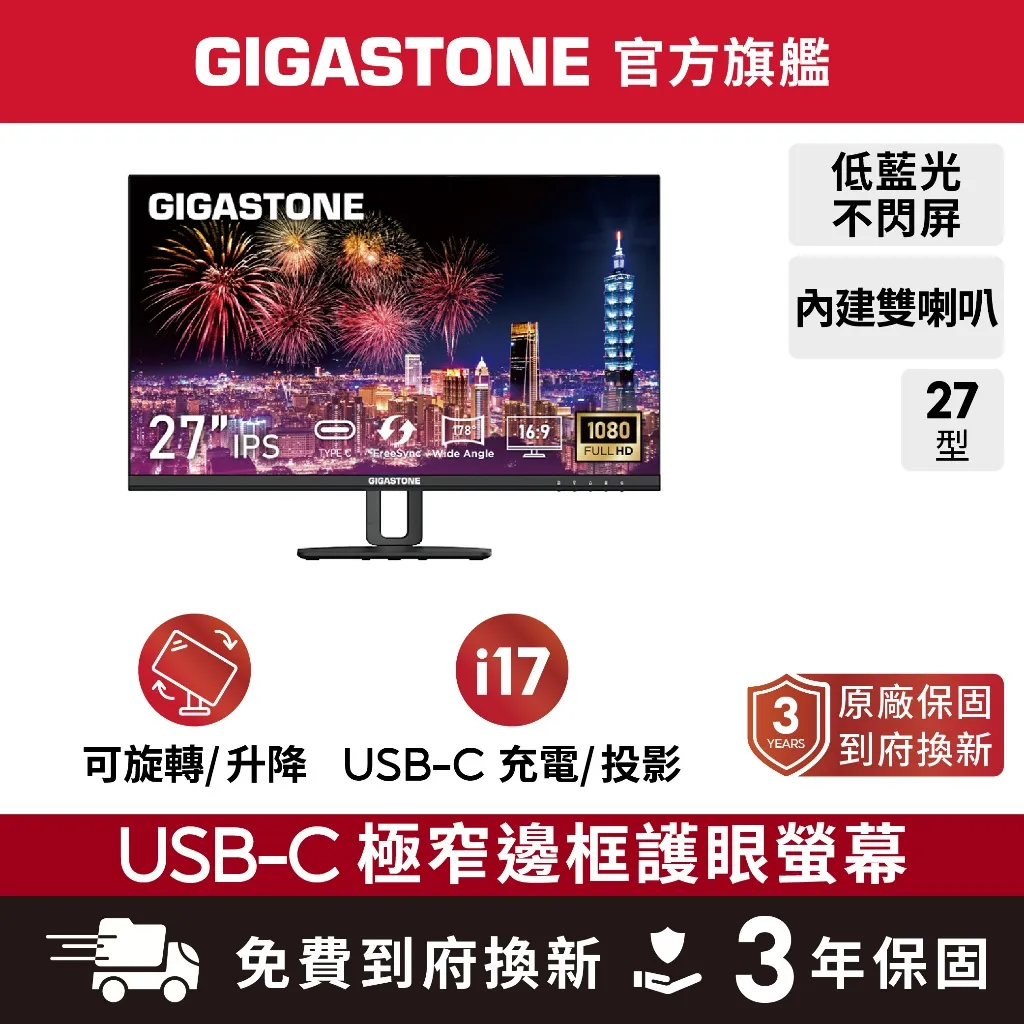 GIGASTONE 官方旗艦
低藍光
不閃屏
內建雙喇叭
27
型
GIGASTONE
27” IPS
TYPE C
FreeSync
178°
Wide Angle
16:9
1080
FULL HD
GIGASTONE
i17
可旋轉/升降
USB-C 充電/投影
3
YEARS
原廠保固
到府換新
USB-C 極窄邊框護眼螢幕
免費到府換新
3年保固